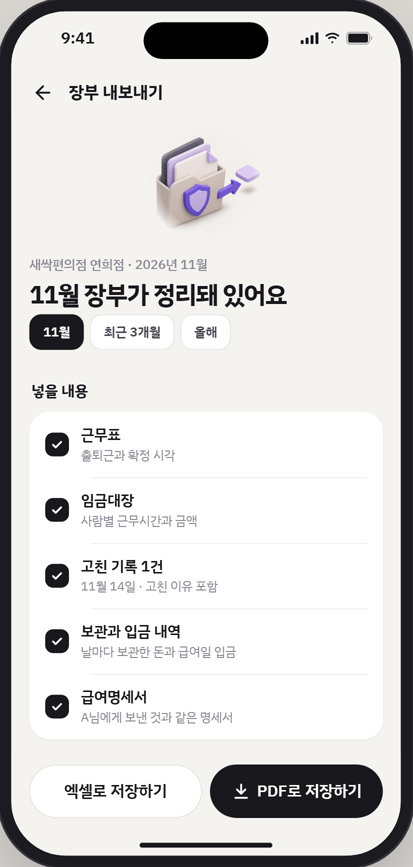 9:41
장부 내보내기
새싹편의점 연희점 · 2026년 11월
11월 장부가 정리돼 있어요
11월
최근 3개월
올해
넣을 내용
근무표
출퇴근과 확정 시각
임금대장
사람별 근무시간과 금액
고친 기록 1건
11월 14일 · 고친 이유 포함
보관과 입금 내역
날마다 보관한 돈과 급여일 입금
급여명세서
A님에게 보낸 것과 같은 명세서
엑셀로 저장하기
PDF로 저장하기